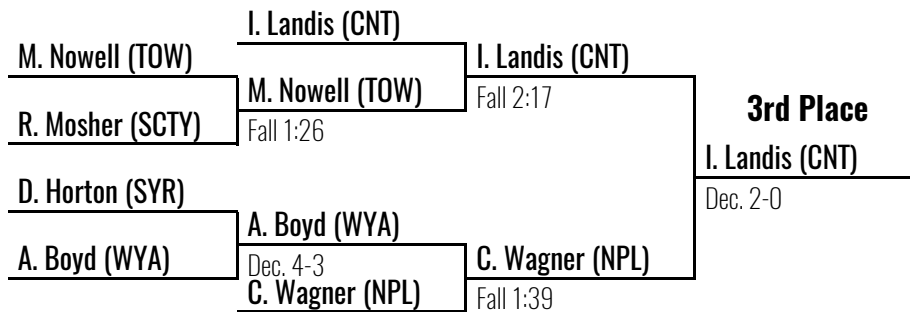 I. Landis (CNT)
M. Nowell (TOW)
I. Landis (CNT)
M. Nowell (TOW)
Fall 2:17
3rd Place
R. Mosher (SCTY)
Fall 1:26
I. Landis (CNT)
D. Horton (SYR)
Dec. 2-0
A. Boyd (WYA)
A. Boyd (WYA)
Dec. 4-3
C. Wagner (NPL)
C. Wagner (NPL)
Fall 1:39